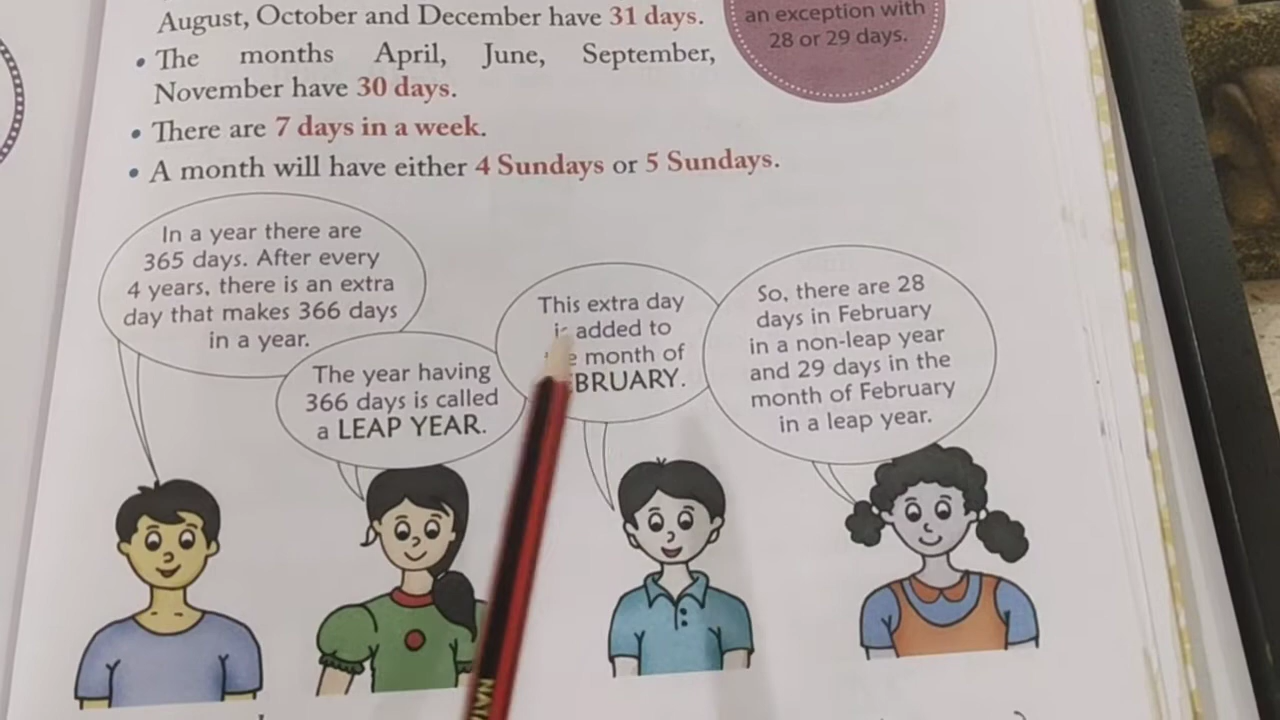 August, October and December have 31 days.
an exception with
28 or 29 days.
• The months April, June, September,
November have 30 days.
• There are 7 days in a week.
• A month will have either 4 Sundays or 5 Sundays.
In a year there are
365 days. After every
4 years, there is an extra
day that makes 366 days
in a year.
The year having
366 days is called
a LEAP YEAR.
This extra day
is added to
month of
BRUARY.
So, there are 28
days in February
in a non-leap year
and 29 days in the
month of February
in a leap year.
NATA